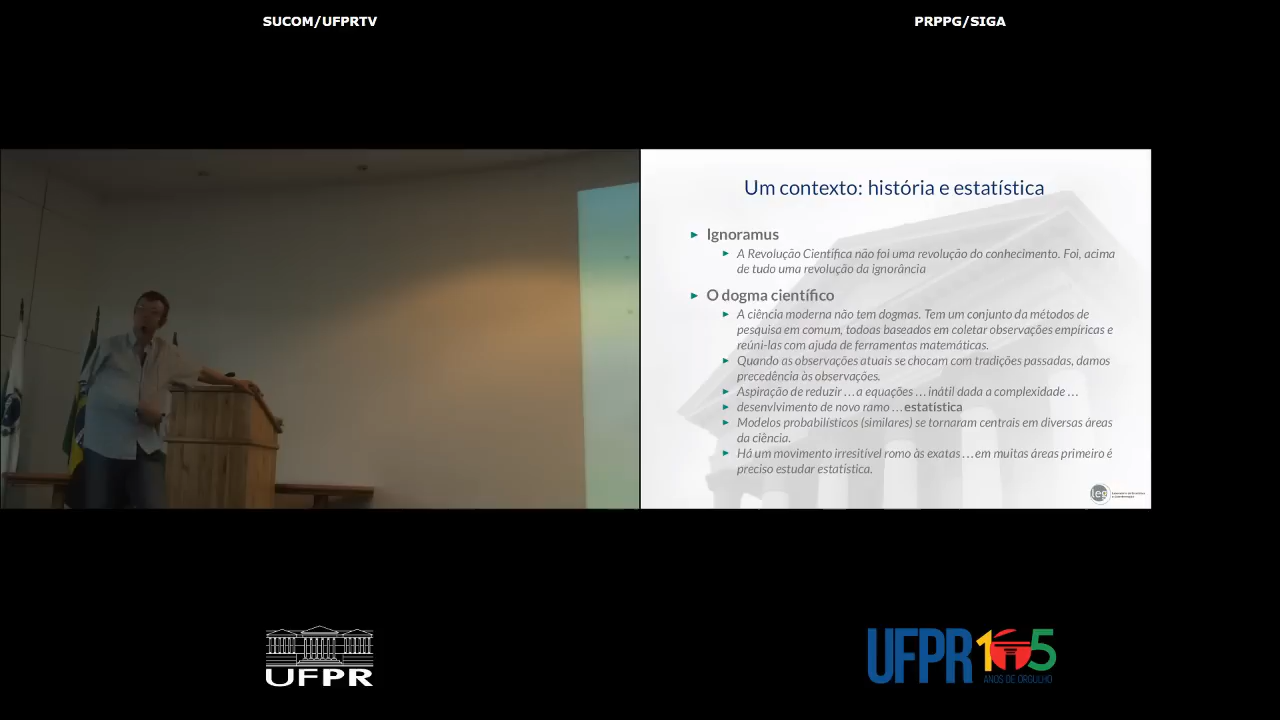 SUCOM/UFPRTV
PRPPG/SIGA
Um contexto: história e estatística
Ignoramus
A Revolução Científica não foi uma revolução do conhecimento. Foi, acima
de tudo uma revolução da ignorância
O dogma científico
A ciência moderna não tem dogmas. Tem um conjunto da métodos de
pesquisa em comum, todoas baseados em coletar observações empíricas e
reúni-las com ajuda de ferramentas matemáticas.
Quando as observações atuais se chocam com tradições passadas, damos
precedência às observações.
Aspiração de reduzir ... a equações ... inátil dada a complexidade ...
desenvlvimento de novo ramo ... estatística
Modelos probabilísticos (similares) se tornaram centrais em diversas áreas
da ciência.
Há um movimento irresitível romo às exatas ... em muitas áreas primeiro é
preciso estudar estatística.
leg
UFPR
UFPR 105
ANOS DE ORGULHO